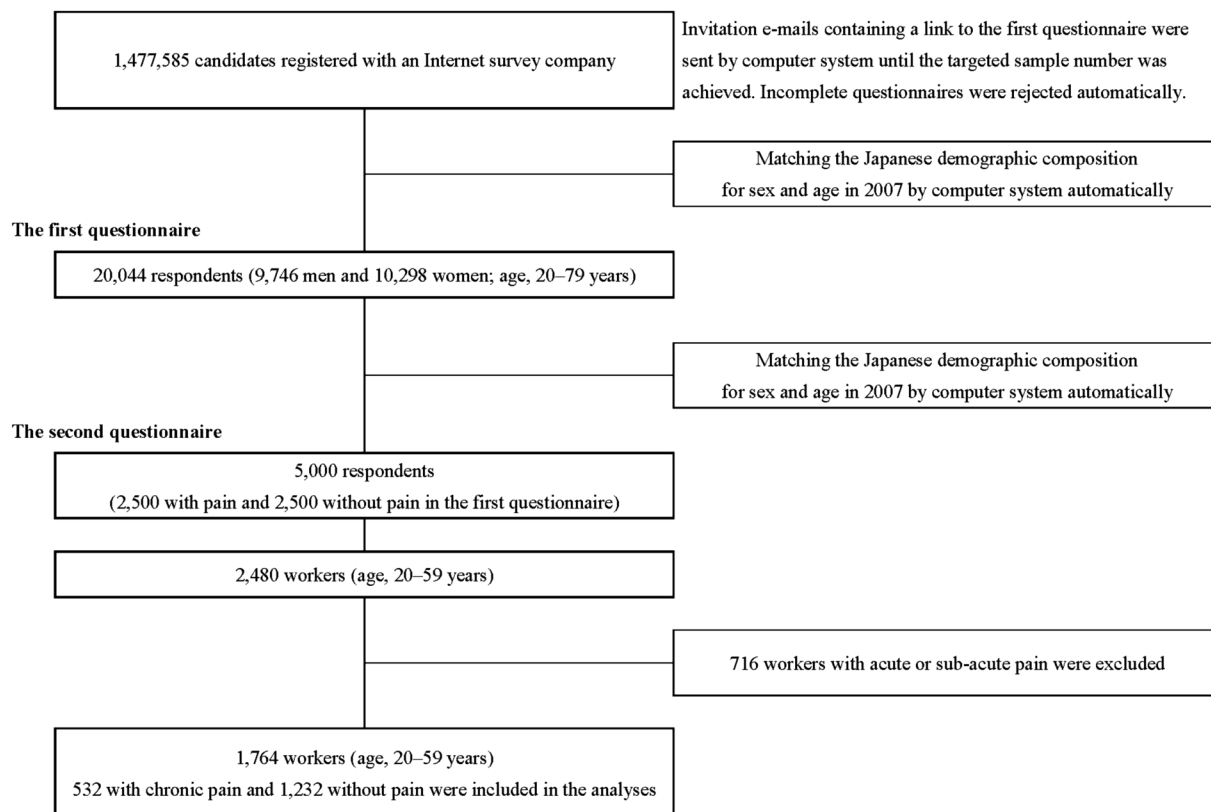 1,477,585 candidates registered with an Internet survey company
Invitation e-mails containing a link to the first questionnaire were
sent by computer system until the targeted sample number was
achieved. Incomplete questionnaires were rejected automatically.
Matching the Japanese demographic composition
for sex and age in 2007 by computer system automatically
The first questionnaire
20,044 respondents (9,746 men and 10,298 women; age, 20–79 years)
Matching the Japanese demographic composition
for sex and age in 2007 by computer system automatically
The second questionnaire
5,000 respondents
(2,500 with pain and 2,500 without pain in the first questionnaire)
2,480 workers (age, 20–59 years)
716 workers with acute or sub-acute pain were excluded
1,764 workers (age, 20–59 years)
532 with chronic pain and 1,232 without pain were included in the analyses